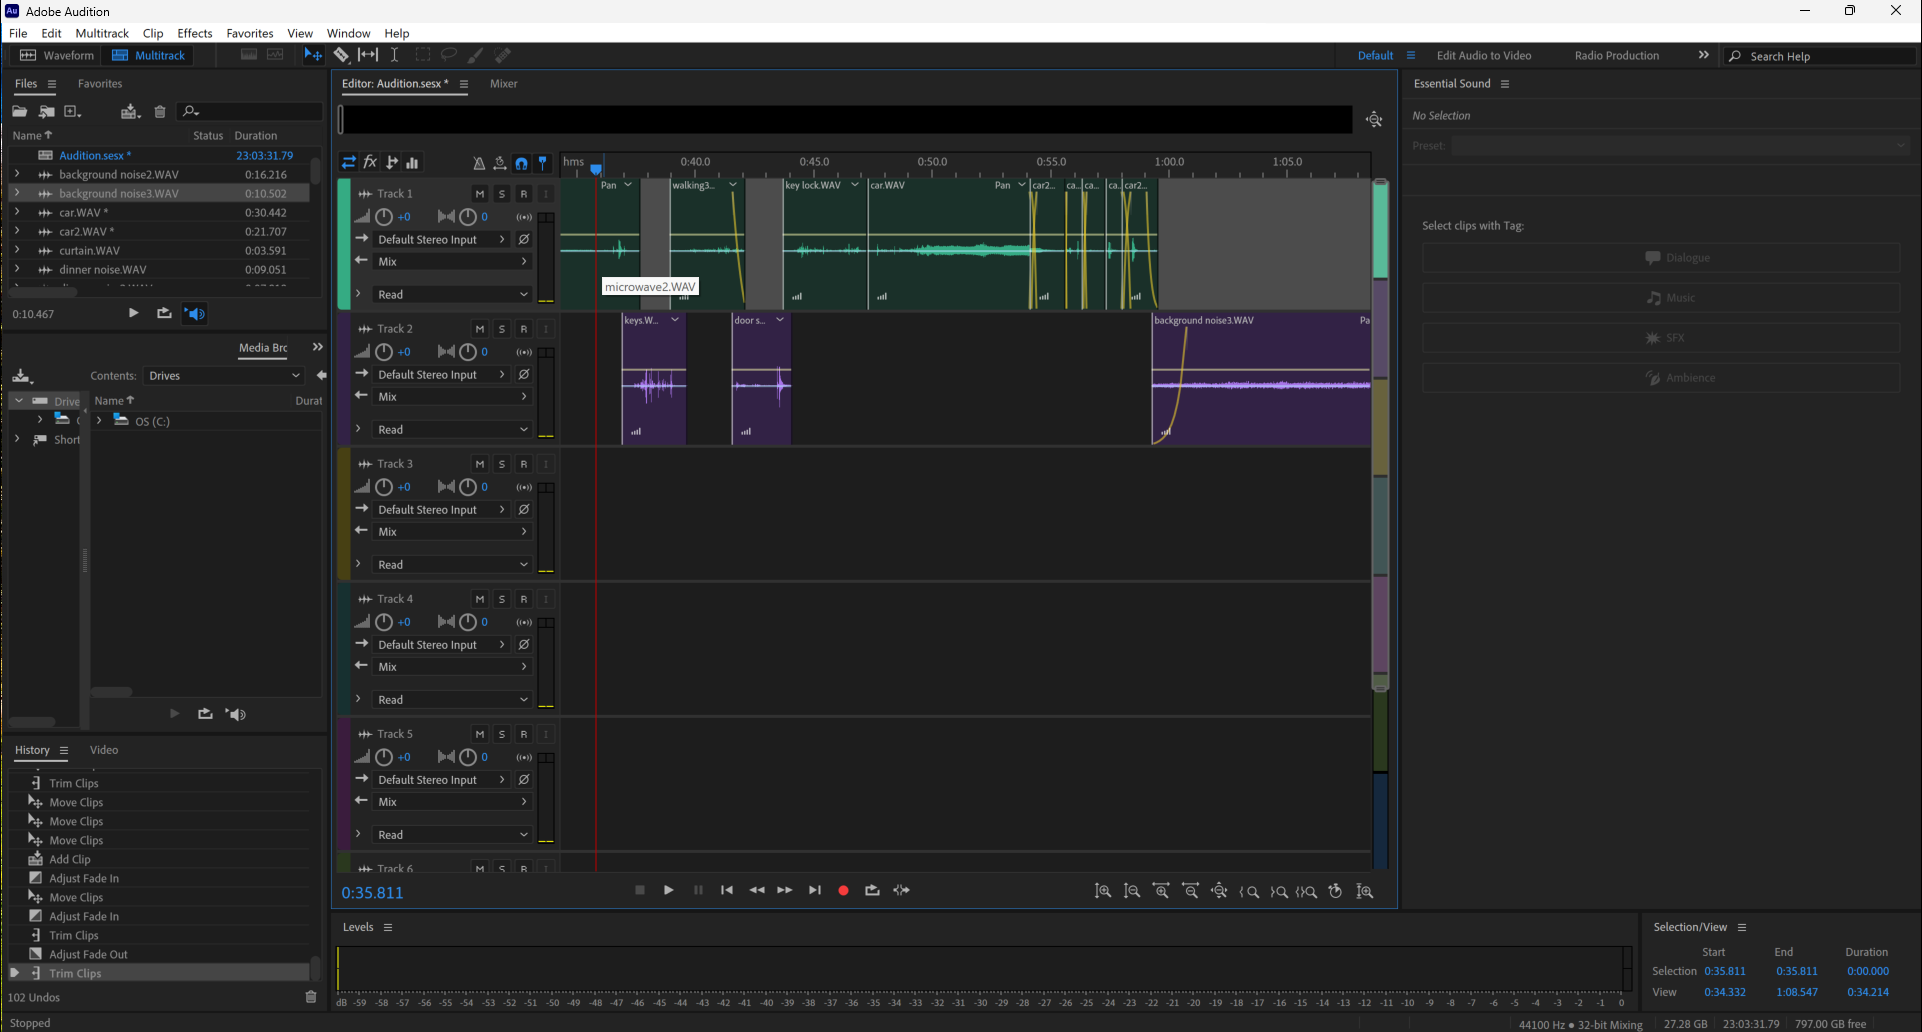 Au Adobe Audition
File Edit Multitrack Clip Effects Favorites View Window Help
Waveform Multitrack
Default Edit Audio to Video Radio Production Search Help
Files Favorites
Name Status Duration
Audition.sesx * 23:03:31.79
background noise2.WAV 0:16.216
background noise3.WAV 0:10.502
car.WAV * 0:30.442
car2.WAV * 0:21.707
curtain.WAV 0:03.591
dinner noise.WAV 0:09.051
0:10.467
Media Brc
Contents: Drives
Drive Name Durat
OS (C:)
Short
History Video
Trim Clips
Move Clips
Move Clips
Move Clips
Add Clip
Adjust Fade In
Move Clips
Adjust Fade In
Trim Clips
Adjust Fade Out
Trim Clips
102 Undos
Stopped
Editor: Audition.sesx * Mixer
fx hms 0:40.0 0:45.0 0:50.0 0:55.0 1:00.0 1:05.0
Track 1 M S R I
+0 0
Default Stereo Input
Mix
Read
Pan walking3... key lock.WAV car.WAV Pan car2... ca... ca... ca... car2...
microwave2.WAV
Track 2 M S R I
+0 0
Default Stereo Input
Mix
Read
keys.W... door s... background noise3.WAV Pa
Track 3 M S R I
+0 0
Default Stereo Input
Mix
Read
Track 4 M S R I
+0 0
Default Stereo Input
Mix
Read
Track 5 M S R I
+0 0
Default Stereo Input
Mix
Read
Track 6 M S R I
0:35.811
Levels
dB -59 -58 -57 -56 -55 -54 -53 -52 -51 -50 -49 -48 -47 -46 -45 -44 -43 -42 -41 -40 -39 -38 -37 -36 -35 -34 -33 -32 -31 -30 -29 -28 -27 -26 -25 -24 -23 -22 -21 -20 -19 -18 -17 -16 -15 -14 -13 -12 -11 -10 -9 -8 -7 -6 -5 -4 -3 -2 -1 0
Essential Sound
No Selection
Preset:
Select clips with Tag:
Dialogue
Music
SFX
Ambience
Selection/View
Start End Duration
Selection 0:35.811 0:35.811 0:00.000
View 0:34.332 1:08.547 0:34.214
44100 Hz ● 32-bit Mixing 27.28 GB 23:03:31.79 797.00 GB free